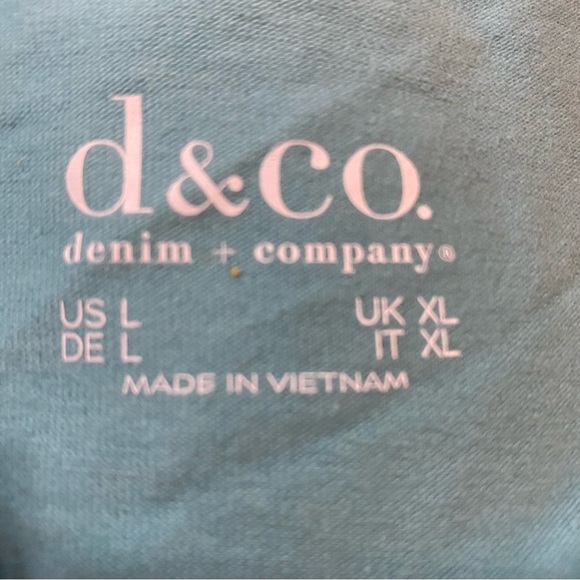 d&co.
denim + company®
US L UK XL
DE L IT XL
MADE IN VIETNAM